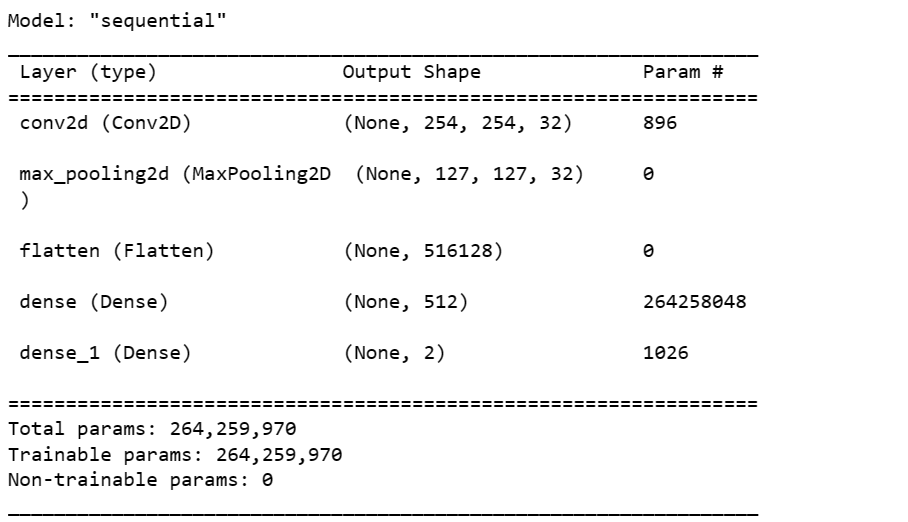 Model: "sequential"
Layer (type) Output Shape Param #
=================================================================
conv2d (Conv2D) (None, 254, 254, 32) 896
max_pooling2d (MaxPooling2D (None, 127, 127, 32) 0
)
flatten (Flatten) (None, 516128) 0
dense (Dense) (None, 512) 264258048
dense_1 (Dense) (None, 2) 1026
=================================================================
Total params: 264,259,970
Trainable params: 264,259,970
Non-trainable params: 0